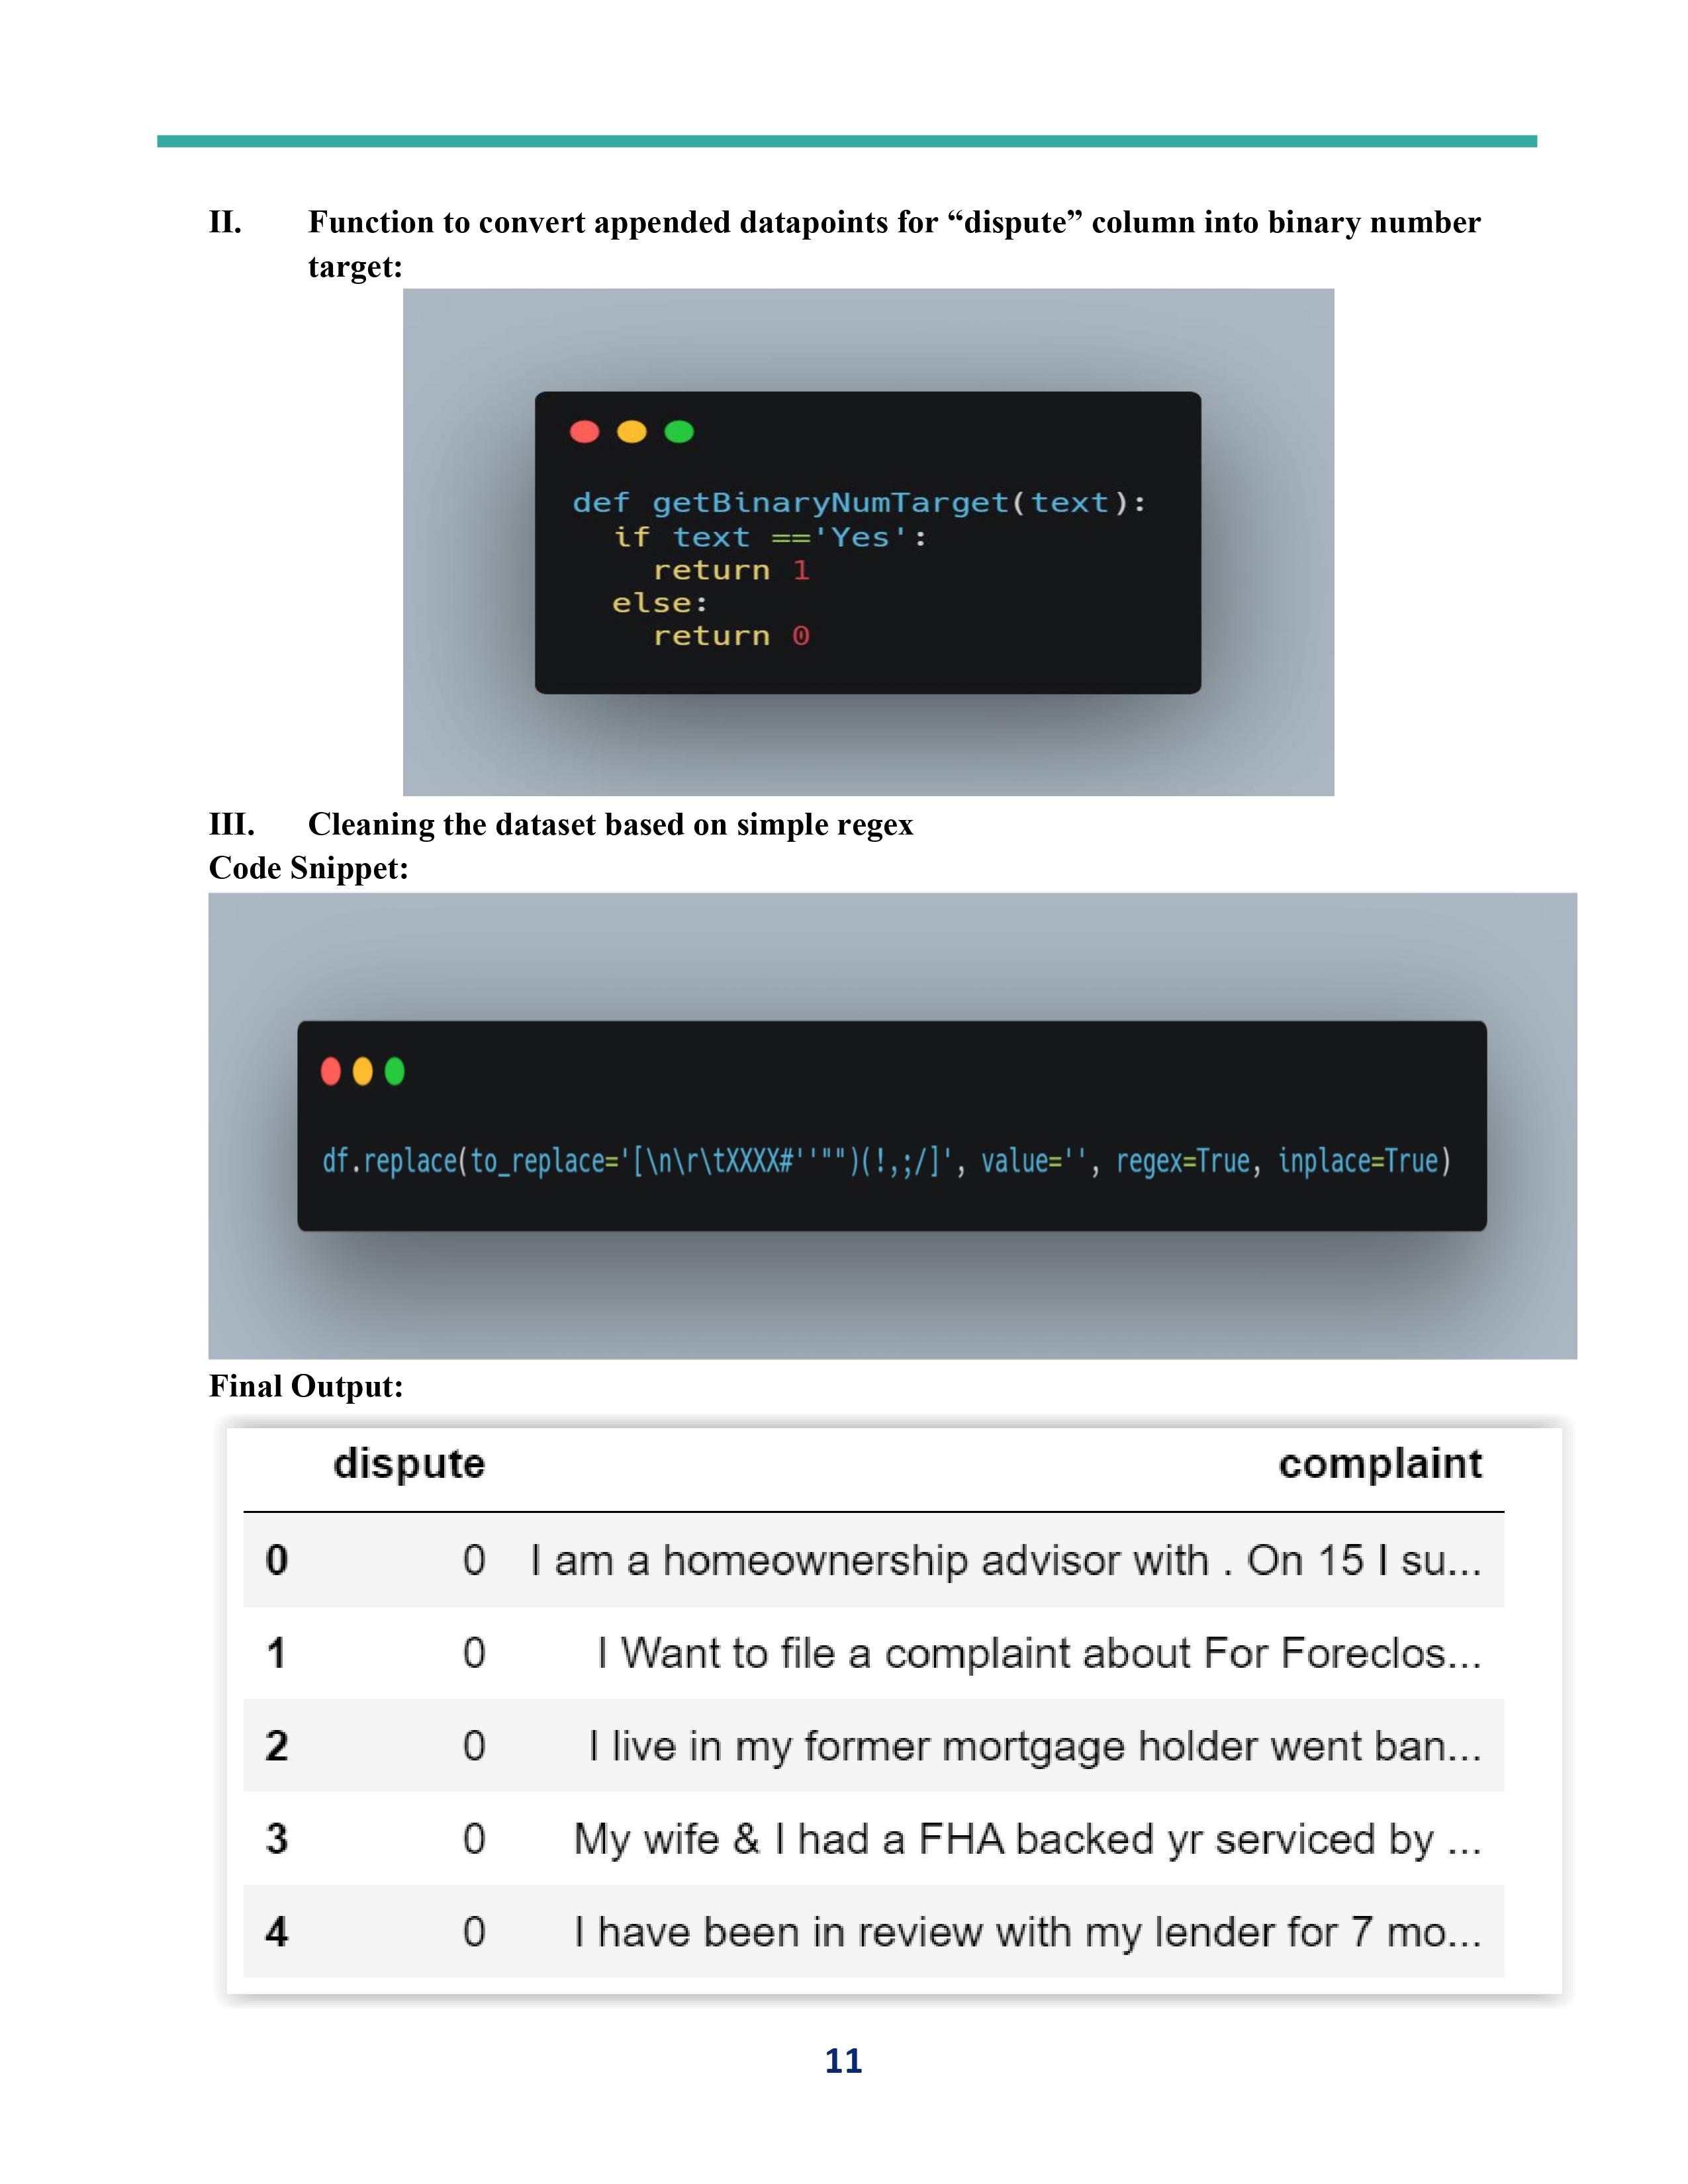 II. Function to convert appended datapoints for “dispute” column into binary number
target:
def getBinaryNumTarget(text):
if text =='Yes':
return 1
else:
return 0
III. Cleaning the dataset based on simple regex
Code Snippet:
df.replace(to_replace='[\n\r\tXXXX#''"")(!,;/]', value='', regex=True, inplace=True)
Final Output:
dispute complaint
0 0 I am a homeownership advisor with . On 15 I su...
1 0 I Want to file a complaint about For Foreclos...
2 0 I live in my former mortgage holder went ban...
3 0 My wife & I had a FHA backed yr serviced by ...
4 0 I have been in review with my lender for 7 mo...
11